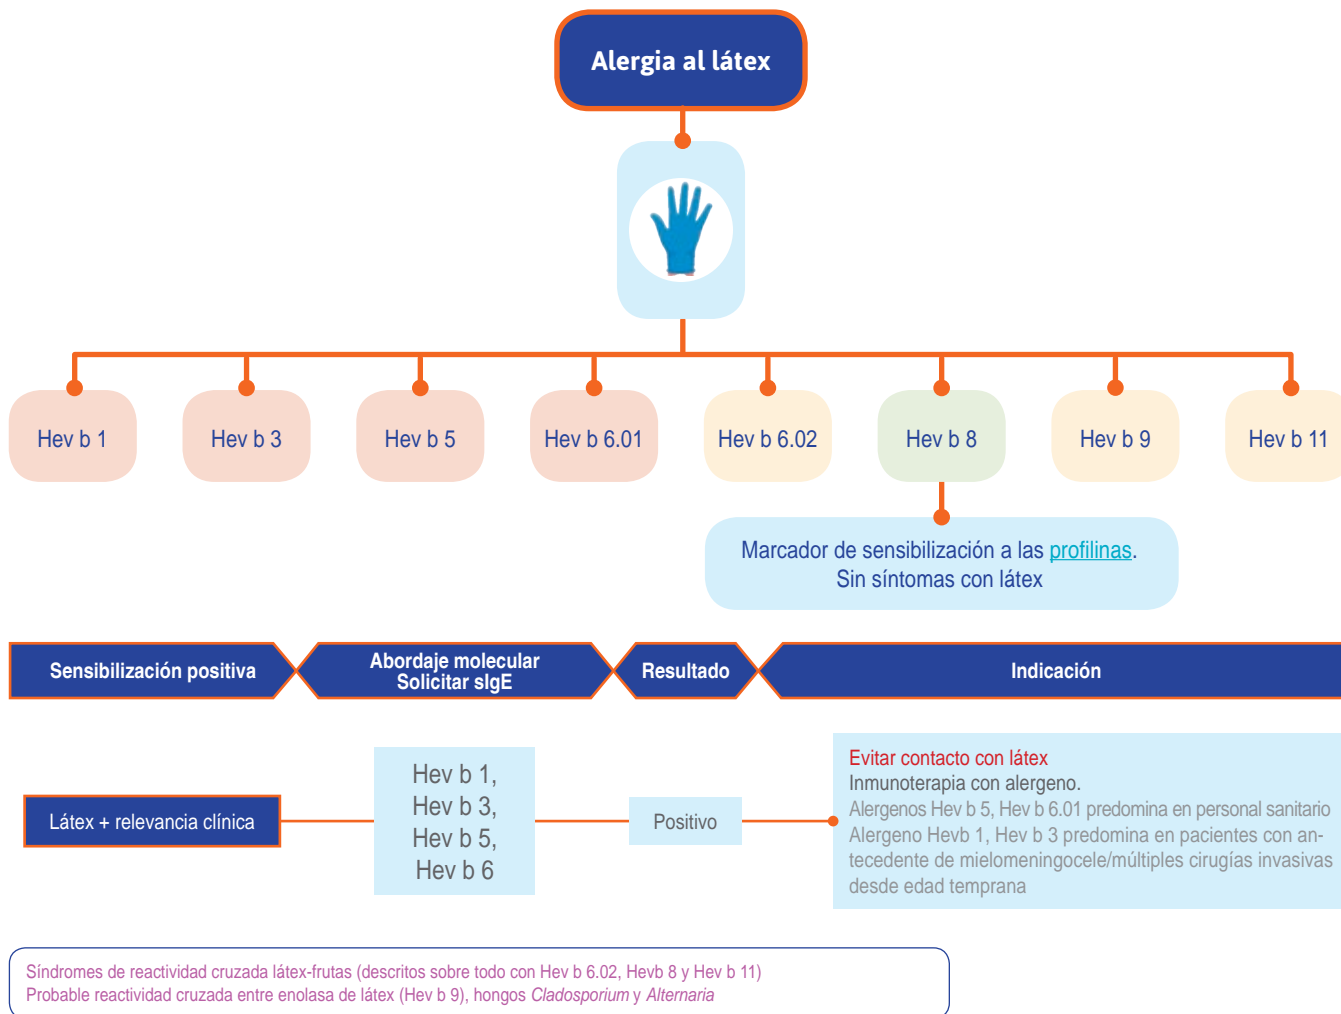 Alergia al látex
Hev b 1
Hev b 3
Hev b 5
Hev b 6.01
Hev b 6.02
Hev b 8
Hev b 9
Hev b 11
Marcador de sensibilización a las profilinas.
Sin síntomas con látex
Sensibilización positiva
Abordaje molecular
Solicitar sIgE
Resultado
Indicación
Látex + relevancia clínica
Hev b 1,
Hev b 3,
Hev b 5,
Hev b 6
Positivo
Evitar contacto con látex
Inmunoterapia con alergeno.
Alergenos Hev b 5, Hev b 6.01 predomina en personal sanitario
Alergeno Hevb 1, Hev b 3 predomina en pacientes con an-
tecedente de mielomeningocele/múltiples cirugías invasivas
desde edad temprana
Síndromes de reactividad cruzada látex-frutas (descritos sobre todo con Hev b 6.02, Hevb 8 y Hev b 11)
Probable reactividad cruzada entre enolasa de látex (Hev b 9), hongos Cladosporium y Alternaria